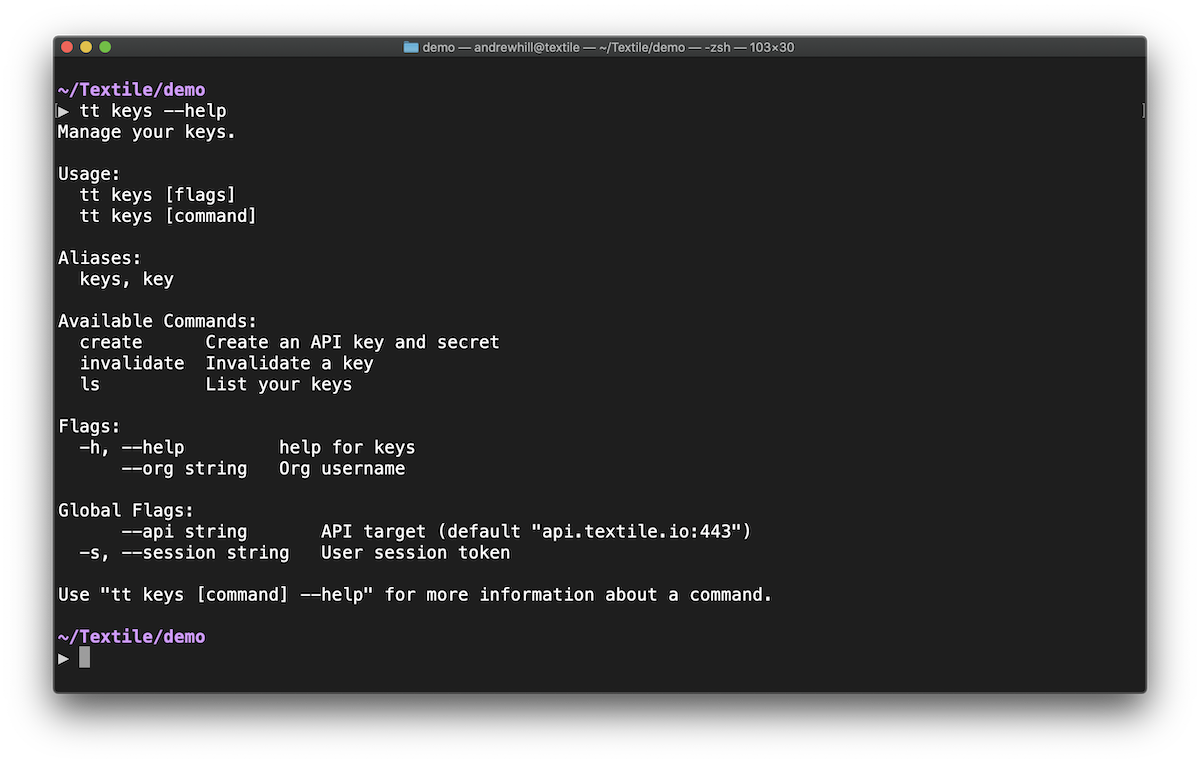 demo — andrewhill@textile — ~/Textile/demo — -zsh — 103×30
~/Textile/demo
▶ tt keys --help
Manage your keys.
Usage:
  tt keys [flags]
  tt keys [command]
Aliases:
  keys, key
Available Commands:
  create      Create an API key and secret
  invalidate  Invalidate a key
  ls          List your keys
Flags:
  -h, --help         help for keys
      --org string   Org username
Global Flags:
      --api string       API target (default "api.textile.io:443")
  -s, --session string   User session token
Use "tt keys [command] --help" for more information about a command.
~/Textile/demo
▶